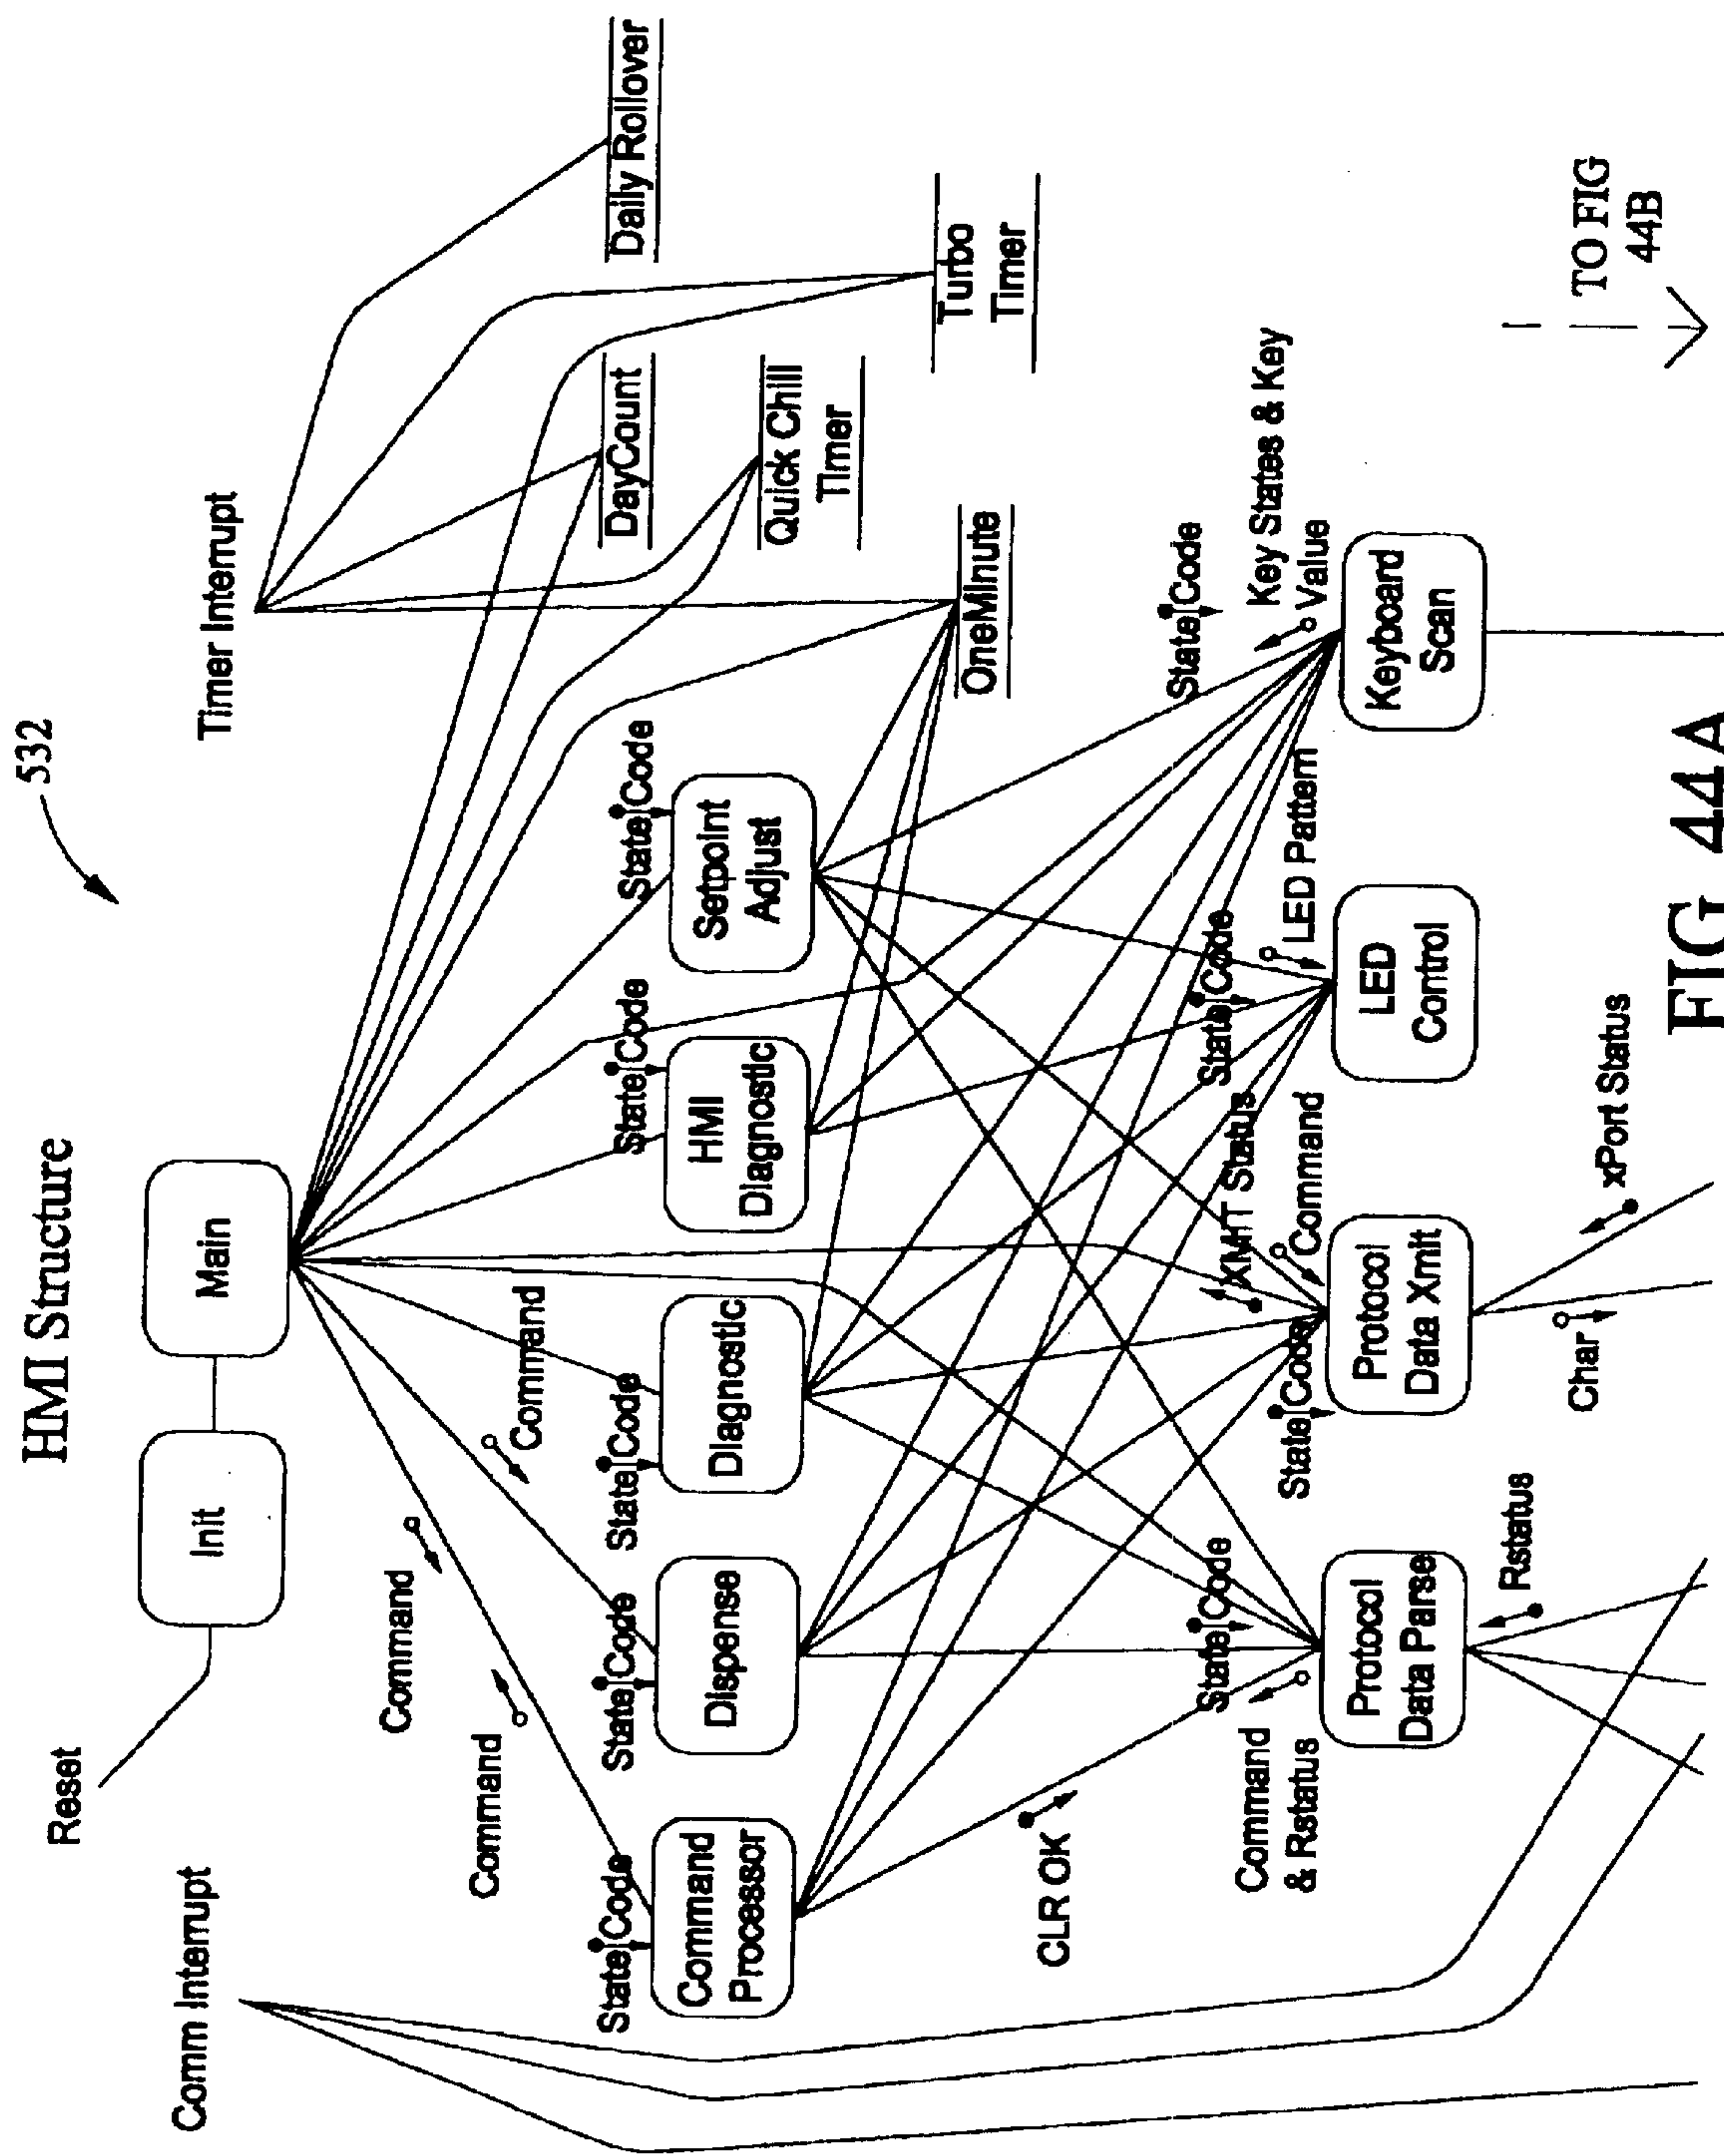 HMI Structure
532
Reset
Init
Main
Comm Interrupt
Timer Interrupt
Command
Command
Command
Daily Rollover
DayCount
Quick Chill
Timer
Turbo
Timer
OneMinute
State Code
Command
Processor
State Code
Dispense
State Code
Diagnostic
State Code
HMI
Diagnostic
State Code
Setpoint
Adjust
CLR OK
Command
& Rstatus
State Code
Protocol
Data Parse
Rstatus
State Code
XMT Status
Command
Protocol
Data Xmit
Char
xPort Status
State Code
LED Pattern
LED
Control
State Code
Key States & Key
Value
Keyboard
Scan
TO FIG
44B
FIG 44A